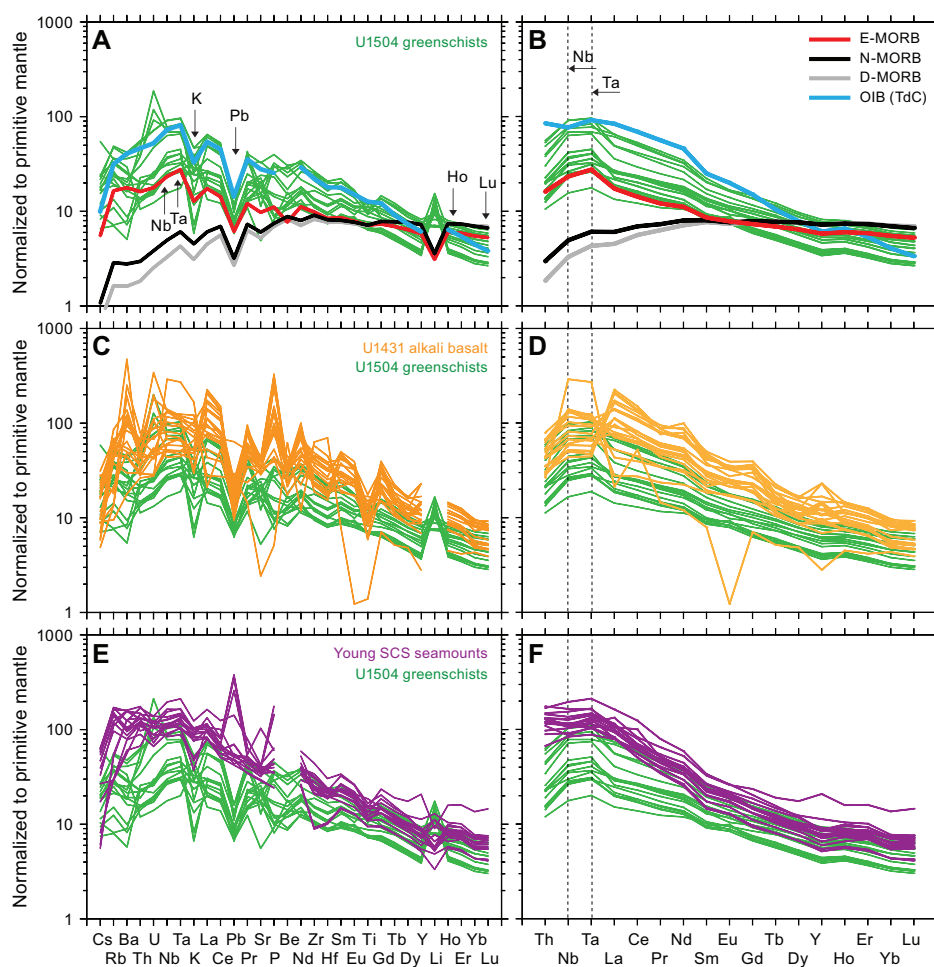 A
U1504 greenschists
K
Pb
Nb
Ta
Ho
Lu
1000
100
10
1
Normalized to primitive mantle
B
Nb
Ta
E-MORB
N-MORB
D-MORB
OIB (TdC)
C
U1431 alkali basalt
U1504 greenschists
1000
100
10
1
Normalized to primitive mantle
D
E
Young SCS seamounts
U1504 greenschists
1000
100
10
1
Normalized to primitive mantle
F
Cs Ba U Ta La Pb Sr Be Zr Sm Ti Tb Y Ho Yb
Rb Th Nb K Ce Pr P Nd Hf Eu Gd Dy Li Er Lu
Th Ta Ce Nd Eu Tb Y Er Lu
Nb La Pr Sm Gd Dy Ho Yb